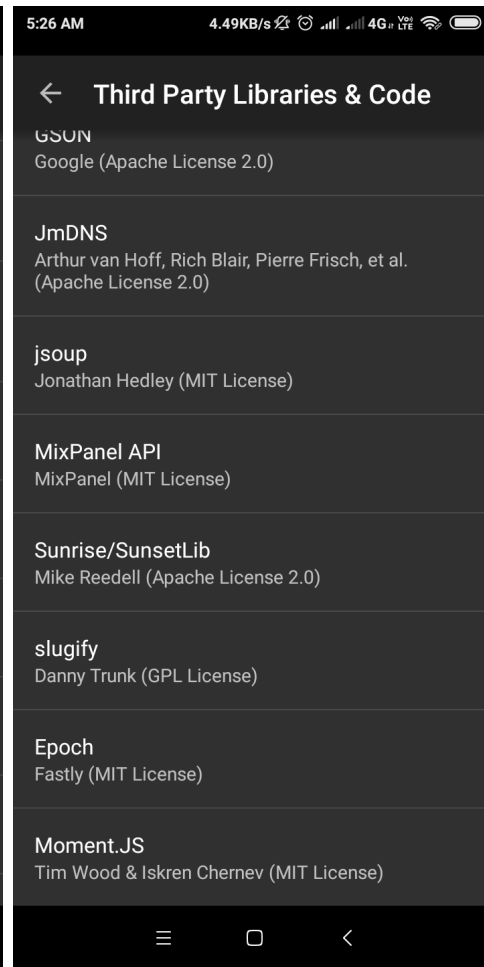 5:26 AM 4.49KB/s 4G VoLTE
Third Party Libraries & Code
GSON
Google (Apache License 2.0)
JmDNS
Arthur van Hoff, Rich Blair, Pierre Frisch, et al.
(Apache License 2.0)
jsoup
Jonathan Hedley (MIT License)
MixPanel API
MixPanel (MIT License)
Sunrise/SunsetLib
Mike Reedell (Apache License 2.0)
slugify
Danny Trunk (GPL License)
Epoch
Fastly (MIT License)
Moment.JS
Tim Wood & Iskren Chernev (MIT License)